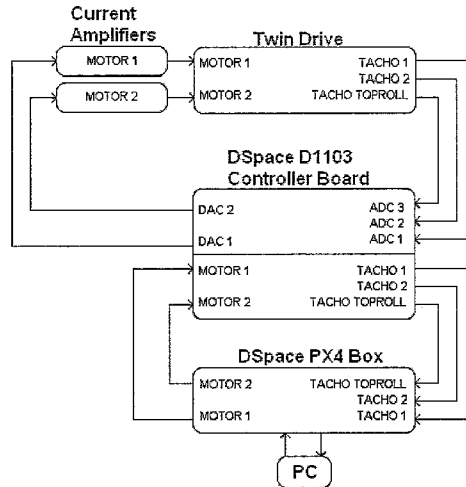 Current
Amplifiers
MOTOR 1
MOTOR 2
Twin Drive
MOTOR 1
MOTOR 2
TACHO 1
TACHO 2
TACHO TOPROLL
DSpace D1103
Controller Board
DAC 2
DAC 1
ADC 3
ADC 2
ADC 1
MOTOR 1
MOTOR 2
TACHO 1
TACHO 2
TACHO TOPROLL
DSpace PX4 Box
MOTOR 2
MOTOR 1
TACHO TOPROLL
TACHO 2
TACHO 1
PC